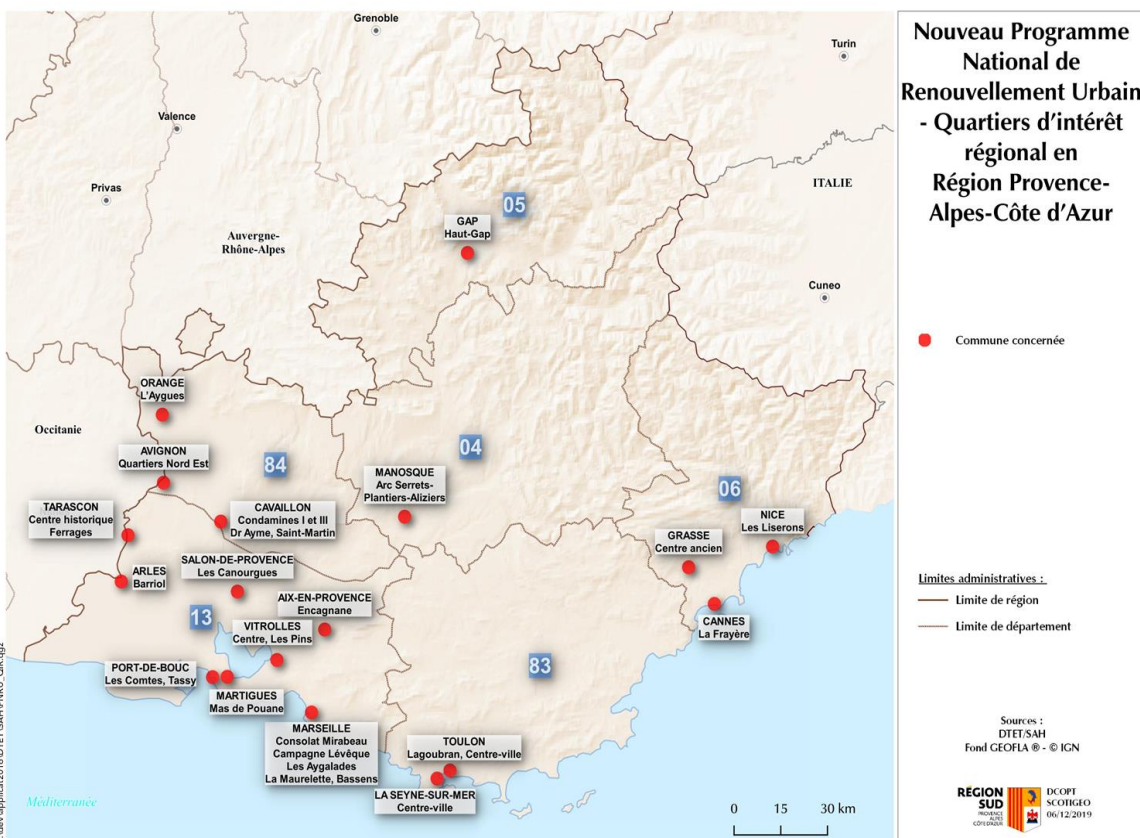 Grenoble
Turin
Valence
Privas
ITALIE
Auvergne-
Rhône-Alpes
Cuneo
05
GAP
Haut-Gap
ORANGE
L'Aygues
Occitanie
AVIGNON
Quartiers Nord Est
84
04
MANOSQUE
Arc Serrets-
Plantiers-Aliziers
06
TARASCON
Centre historique
Ferrages
CAVAILLON
Condamines I et III
Dr Ayme, Saint-Martin
NICE
Les Liserons
GRASSE
Centre ancien
SALON-DE-PROVENCE
Les Canourgues
ARLES
Barriol
AIX-EN-PROVENCE
Encagnane
13
VITROLLES
Centre, Les Pins
CANNES
La Frayère
83
PORT-DE-BOUC
Les Comtes, Tassy
MARTIGUES
Mas de Pouane
MARSEILLE
Consolat Mirabeau
Campagne Lévêque
Les Aygalades
La Maurelette, Bassens
TOULON
Lagoubran, Centre-ville
LA SEYNE-SUR-MER
Centre-ville
Méditerranée
0 15 30 km
Nouveau Programme
National de
Renouvellement Urbain
- Quartiers d'intérêt
régional en
Région Provence-
Alpes-Côte d'Azur
Commune concernée
Limites administratives :
Limite de région
Limite de département
Sources :
DTET/SAH
Fond GEOFLA ® - © IGN
RÉGION
SUD
PROVENCE
ALPES
CÔTE D'AZUR
DCOPT
SCOTIGEO
06/12/2019